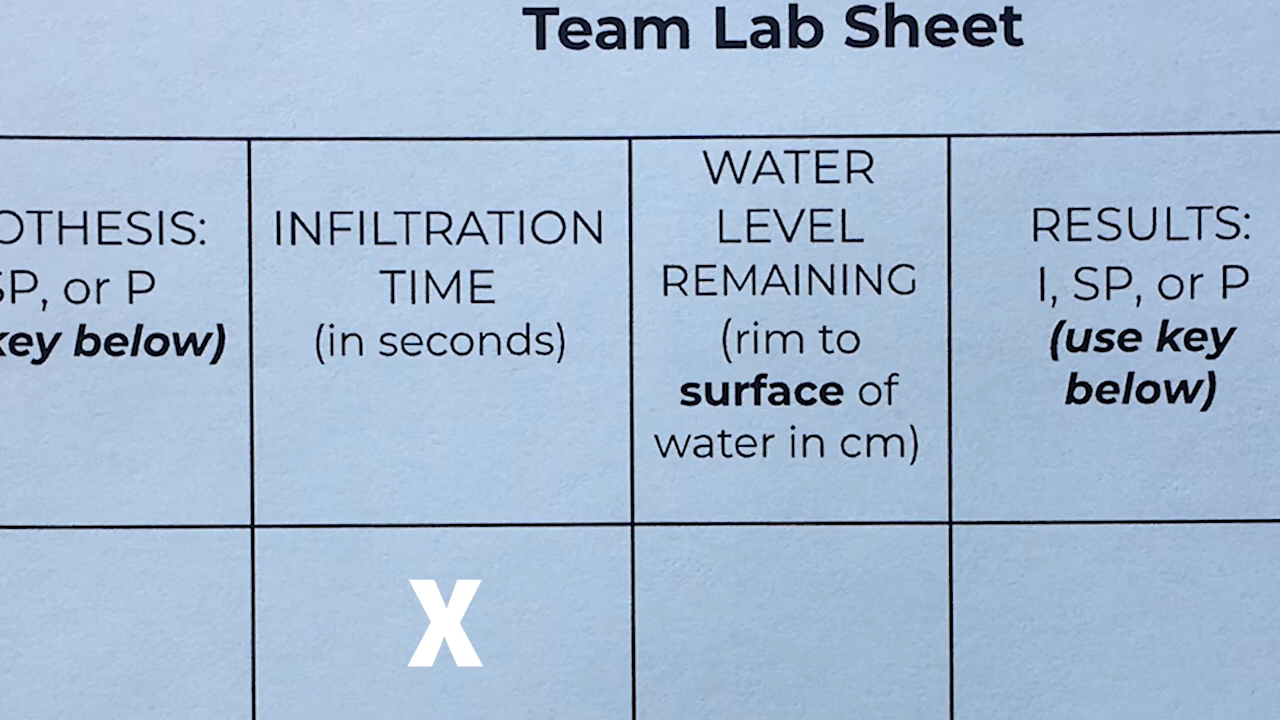 Team Lab Sheet
OTHESIS:
SP, or P
key below)
INFILTRATION
TIME
(in seconds)
WATER
LEVEL
REMAINING
(rim to
surface of
water in cm)
RESULTS:
I, SP, or P
(use key
below)
X